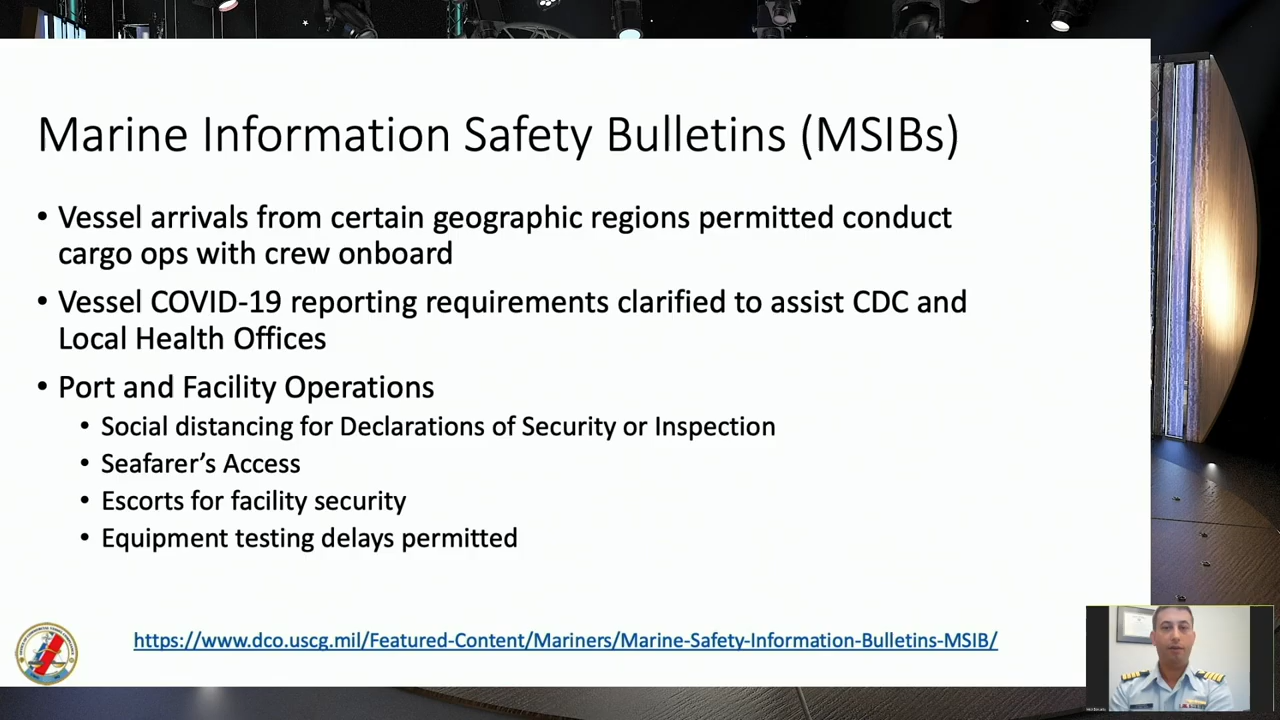 Marine Information Safety Bulletins (MSIBs)
• Vessel arrivals from certain geographic regions permitted conduct
cargo ops with crew onboard
• Vessel COVID-19 reporting requirements clarified to assist CDC and
Local Health Offices
• Port and Facility Operations
• Social distancing for Declarations of Security or Inspection
• Seafarer's Access
• Escorts for facility security
• Equipment testing delays permitted
https://www.dco.uscg.mil/Featured-Content/Mariners/Marine-Safety-Information-Bulletins-MSIB/